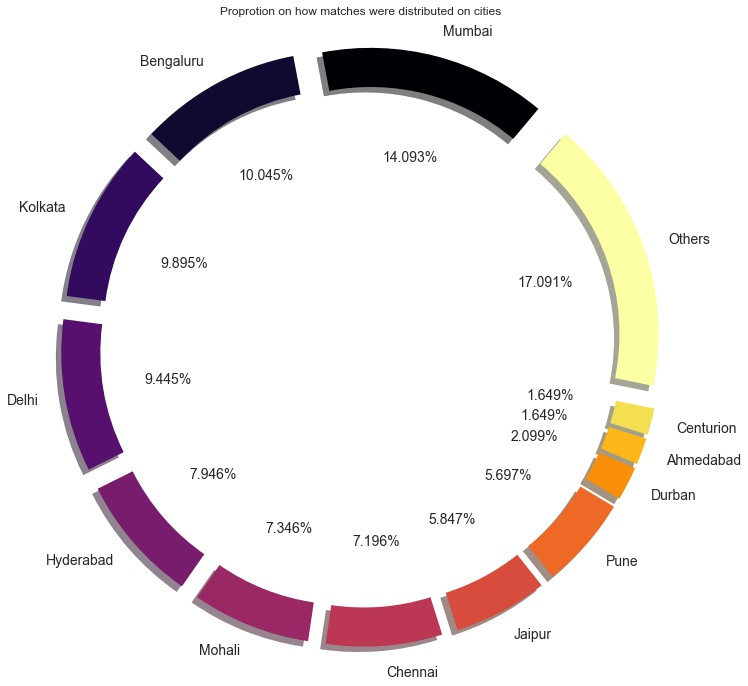 Proprotion on how matches were distributed on cities
Mumbai
14.093%
Bengaluru
10.045%
Kolkata
9.895%
Delhi
9.445%
Hyderabad
7.946%
Mohali
7.346%
Chennai
7.196%
Jaipur
5.847%
Pune
5.697%
Durban
2.099%
Ahmedabad
1.649%
Centurion
1.649%
Others
17.091%